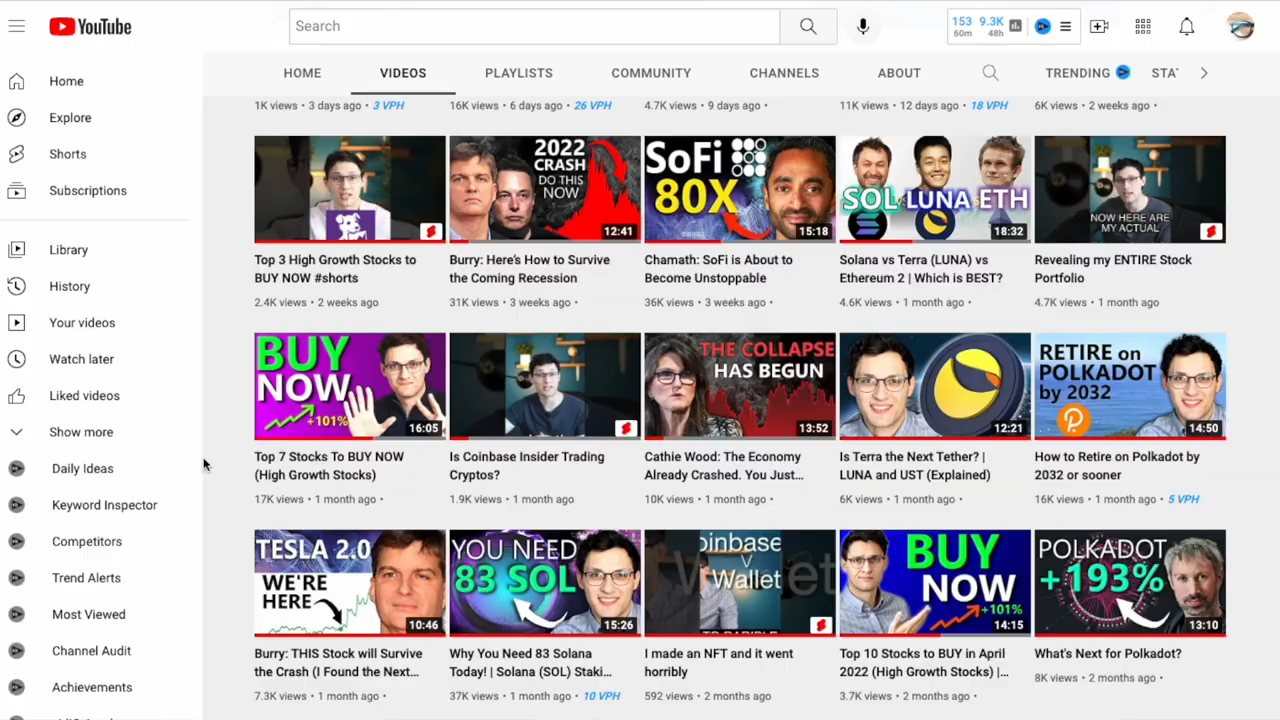 YouTube
Search
153 9.3K
60m 48h
HOME VIDEOS PLAYLISTS COMMUNITY CHANNELS ABOUT TRENDING STA
Home
Explore
Shorts
Subscriptions
Library
History
Your videos
Watch later
Liked videos
Show more
Daily Ideas
Keyword Inspector
Competitors
Trend Alerts
Most Viewed
Channel Audit
Achievements
1K views • 3 days ago • 3 VPH
16K views • 6 days ago • 26 VPH
4.7K views • 9 days ago •
11K views • 12 days ago • 18 VPH
6K views • 2 weeks ago •
Top 3 High Growth Stocks to
BUY NOW #shorts
2.4K views • 2 weeks ago
2022
CRASH
DO THIS
NOW
12:41
Burry: Here's How to Survive
the Coming Recession
31K views • 3 weeks ago •
SoFi
80X
15:18
Chamath: SoFi is About to
Become Unstoppable
36K views • 3 weeks ago •
SOL LUNA ETH
18:32
Solana vs Terra (LUNA) vs
Ethereum 2 | Which is BEST?
4.6K views • 1 month ago •
NOW HERE ARE
MY ACTUAL
Revealing my ENTIRE Stock
Portfolio
4.7K views • 1 month ago
BUY
NOW
+101%
16:05
Top 7 Stocks To BUY NOW
(High Growth Stocks)
17K views • 1 month ago •
Is Coinbase Insider Trading
Cryptos?
1.9K views • 1 month ago
THE COLLAPSE
HAS BEGUN
13:52
Cathie Wood: The Economy
Already Crashed. You Just...
10K views • 1 month ago •
12:21
Is Terra the Next Tether? |
LUNA and UST (Explained)
6K views • 1 month ago •
RETIRE on
POLKADOT
by 2032
14:50
How to Retire on Polkadot by
2032 or sooner
16K views • 1 month ago • 5 VPH
TESLA 2.0
WE'RE
HERE
10:46
Burry: THIS Stock will Survive
the Crash (I Found the Next...
7.3K views • 1 month ago •
YOU NEED
83 SOL
15:26
Why You Need 83 Solana
Today! | Solana (SOL) Staki...
37K views • 1 month ago • 10 VPH
oinbase
v
Wallet
I made an NFT and it went
horribly
592 views • 2 months ago
BUY
NOW
+101%
14:15
Top 10 Stocks to BUY in April
2022 (High Growth Stocks) |...
3.7K views • 2 months ago •
POLKADOT
+193%
13:10
What's Next for Polkadot?
8K views • 2 months ago •